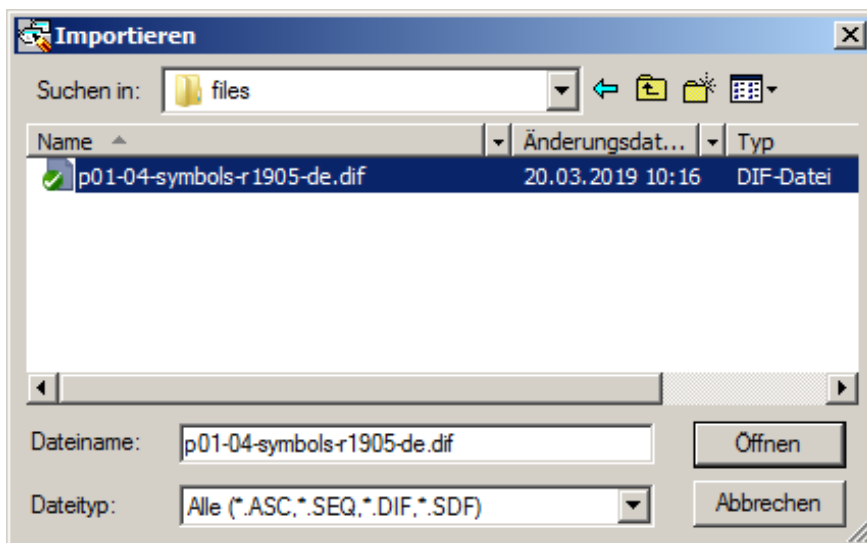 Importieren
Suchen in: files
Name Änderungsdat... Typ
p01-04-symbols-r1905-de.dif 20.03.2019 10:16 DIF-Datei
Dateiname: p01-04-symbols-r1905-de.dif Öffnen
Dateityp: Alle (*.ASC,*.SEQ,*.DIF,*.SDF) Abbrechen